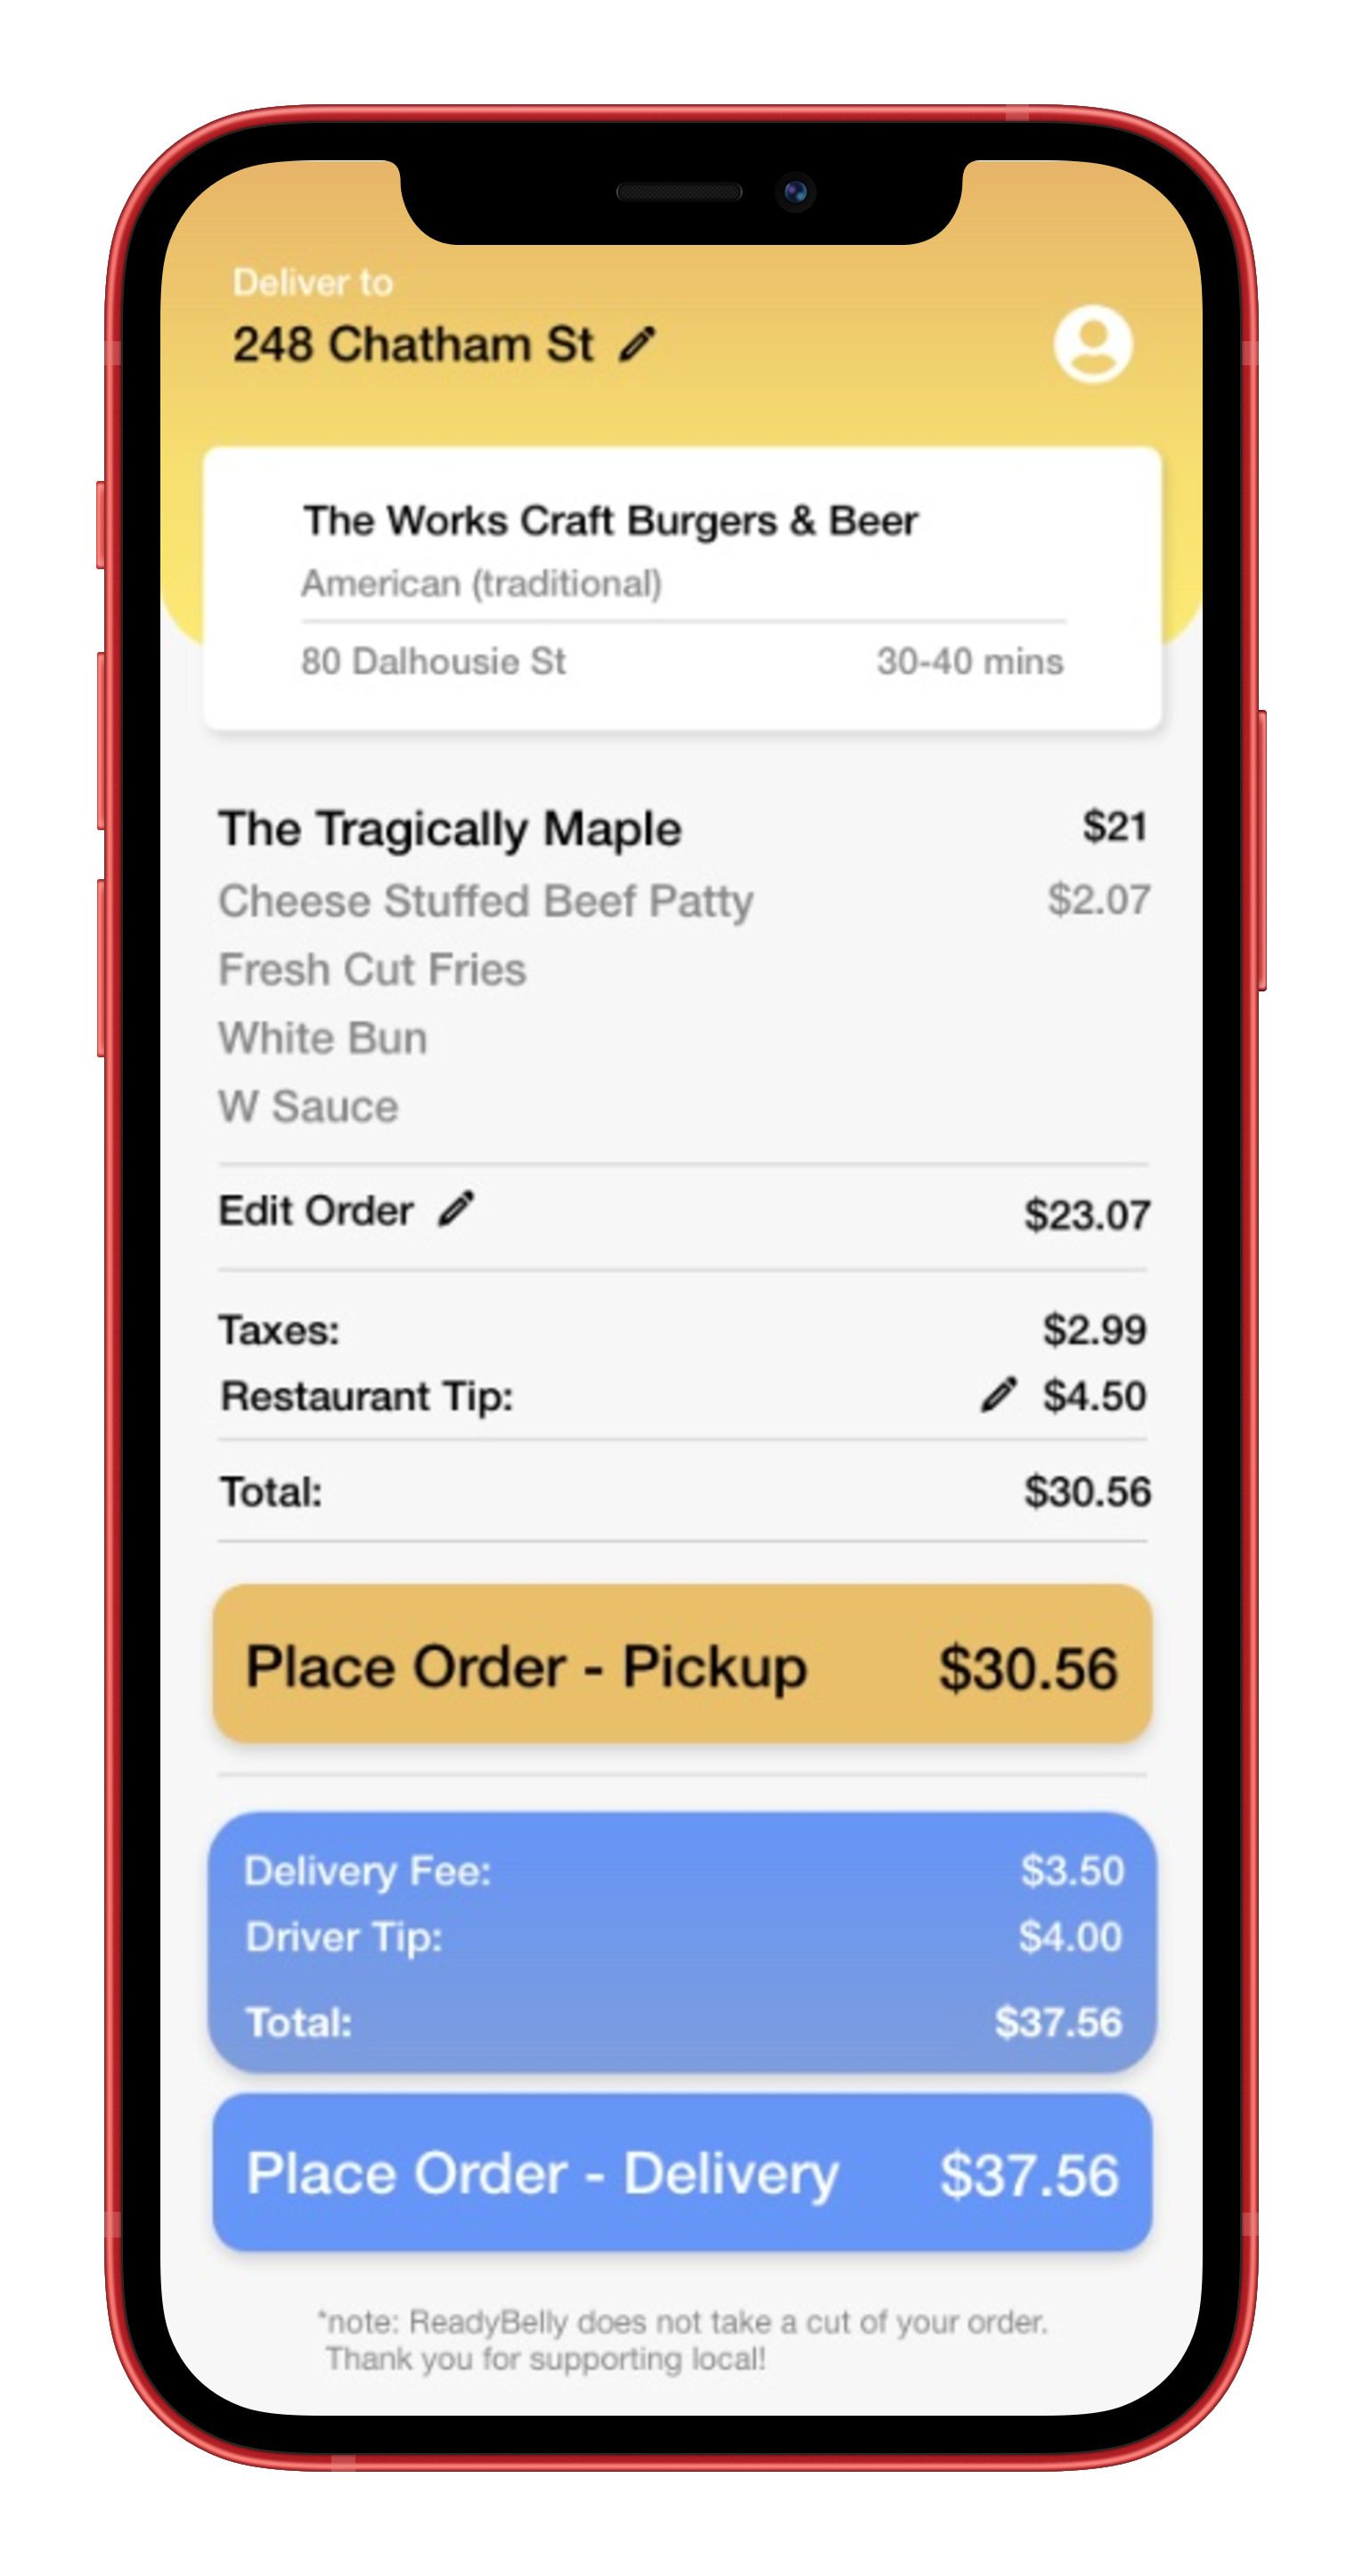 Deliver to
248 Chatham St
The Works Craft Burgers & Beer
American (traditional)
80 Dalhousie St 30-40 mins
The Tragically Maple $21
Cheese Stuffed Beef Patty $2.07
Fresh Cut Fries
White Bun
W Sauce
Edit Order $23.07
Taxes: $2.99
Restaurant Tip: $4.50
Total: $30.56
Place Order - Pickup $30.56
Delivery Fee: $3.50
Driver Tip: $4.00
Total: $37.56
Place Order - Delivery $37.56
*note: ReadyBelly does not take a cut of your order.
Thank you for supporting local!